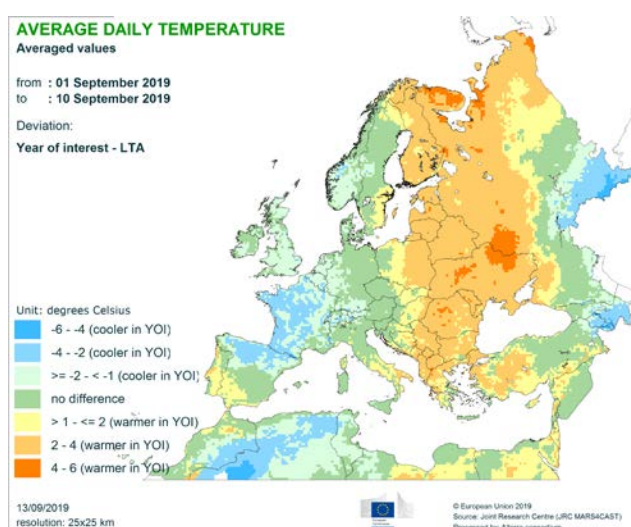 AVERAGE DAILY TEMPERATURE
Averaged values
from : 01 September 2019
to : 10 September 2019
Deviation:
Year of interest - LTA
Unit: degrees Celsius
-6 - -4 (cooler in YOI)
-4 - -2 (cooler in YOI)
>= -2 - < -1 (cooler in YOI)
no difference
> 1 - <= 2 (warmer in YOI)
2 - 4 (warmer in YOI)
4 - 6 (warmer in YOI)
13/09/2019
resolution: 25x25 km
© European Union 2019
Source: Joint Research Centre (JRC MARS4CAST)